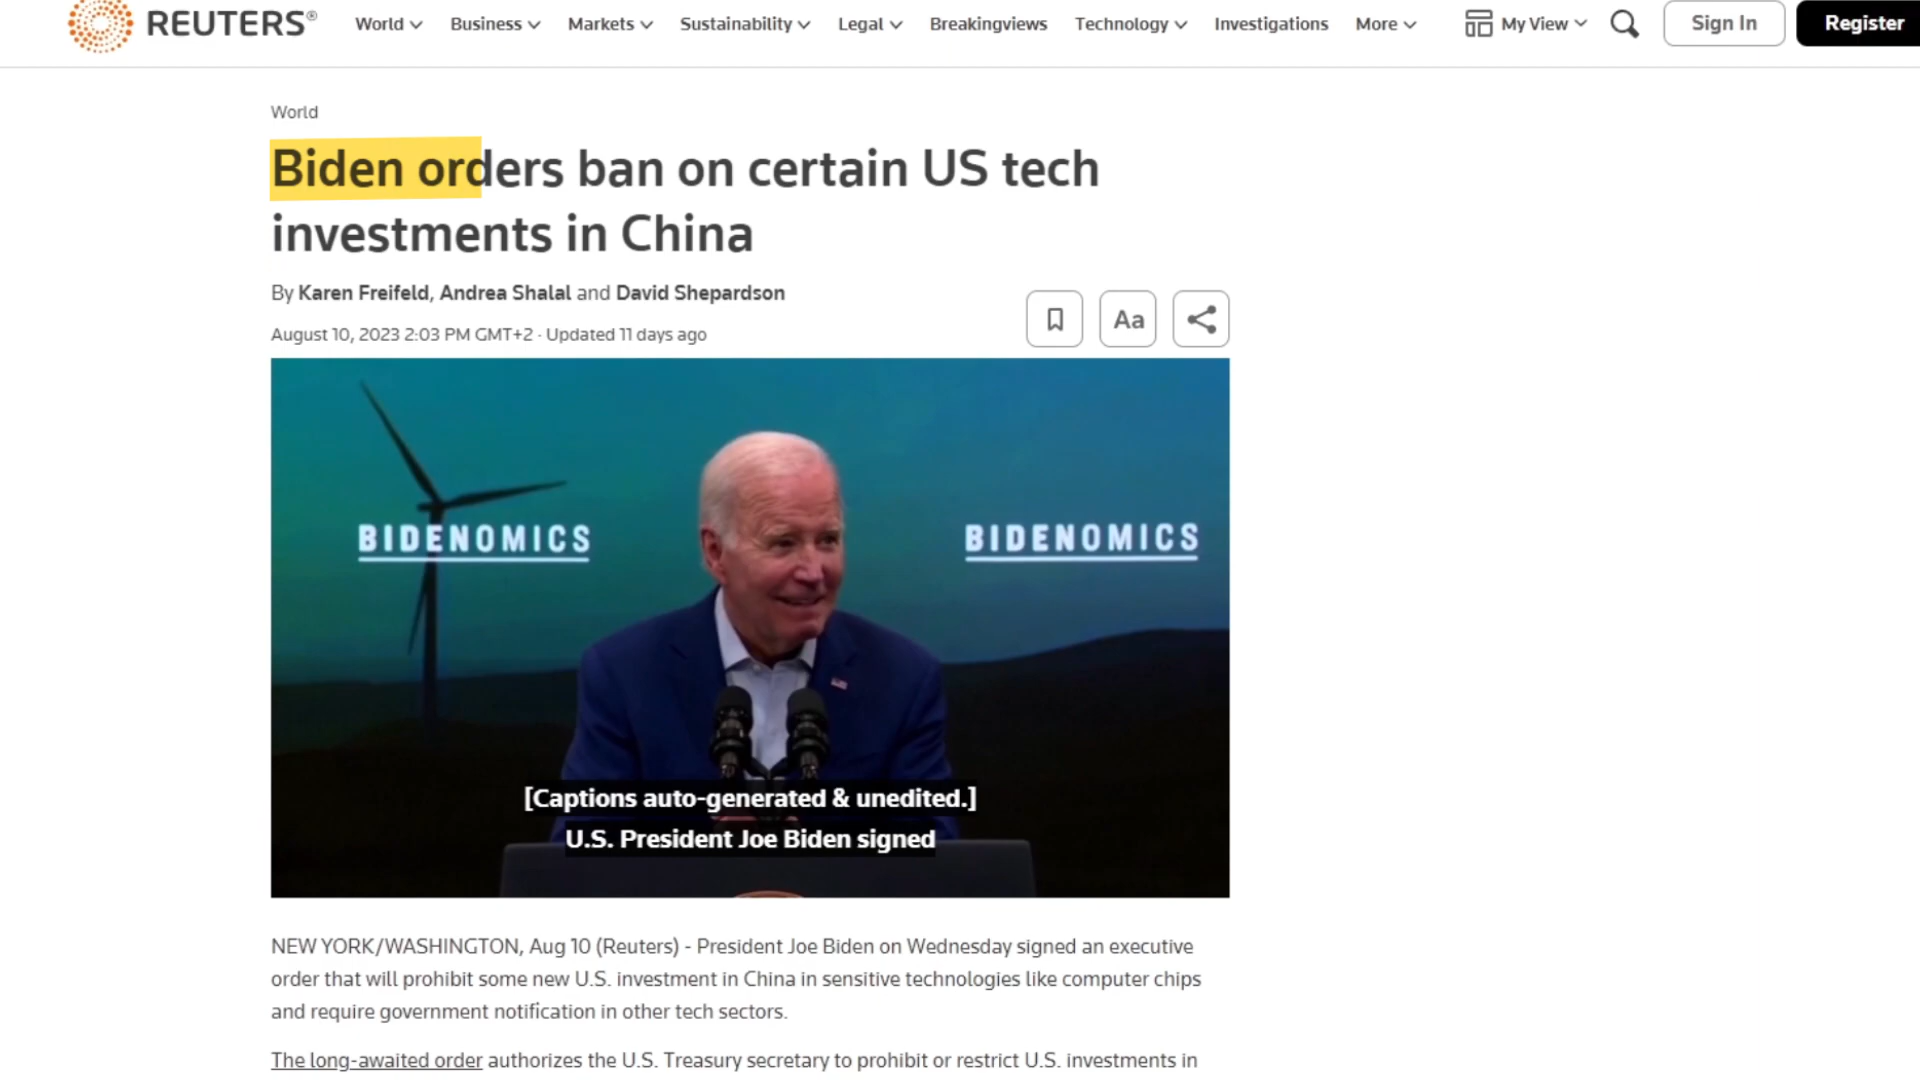 REUTERS®
World Business Markets Sustainability Legal Breakingviews Technology Investigations More My View Sign In Register
World
Biden orders ban on certain US tech
investments in China
By Karen Freifeld, Andrea Shalal and David Shepardson
Aa
August 10, 2023 2:03 PM GMT+2 · Updated 11 days ago
BIDENOMICS BIDENOMICS
[Captions auto-generated & unedited.]
U.S. President Joe Biden signed
NEW YORK/WASHINGTON, Aug 10 (Reuters) - President Joe Biden on Wednesday signed an executive
order that will prohibit some new U.S. investment in China in sensitive technologies like computer chips
and require government notification in other tech sectors.
The long-awaited order authorizes the U.S. Treasury secretary to prohibit or restrict U.S. investments in